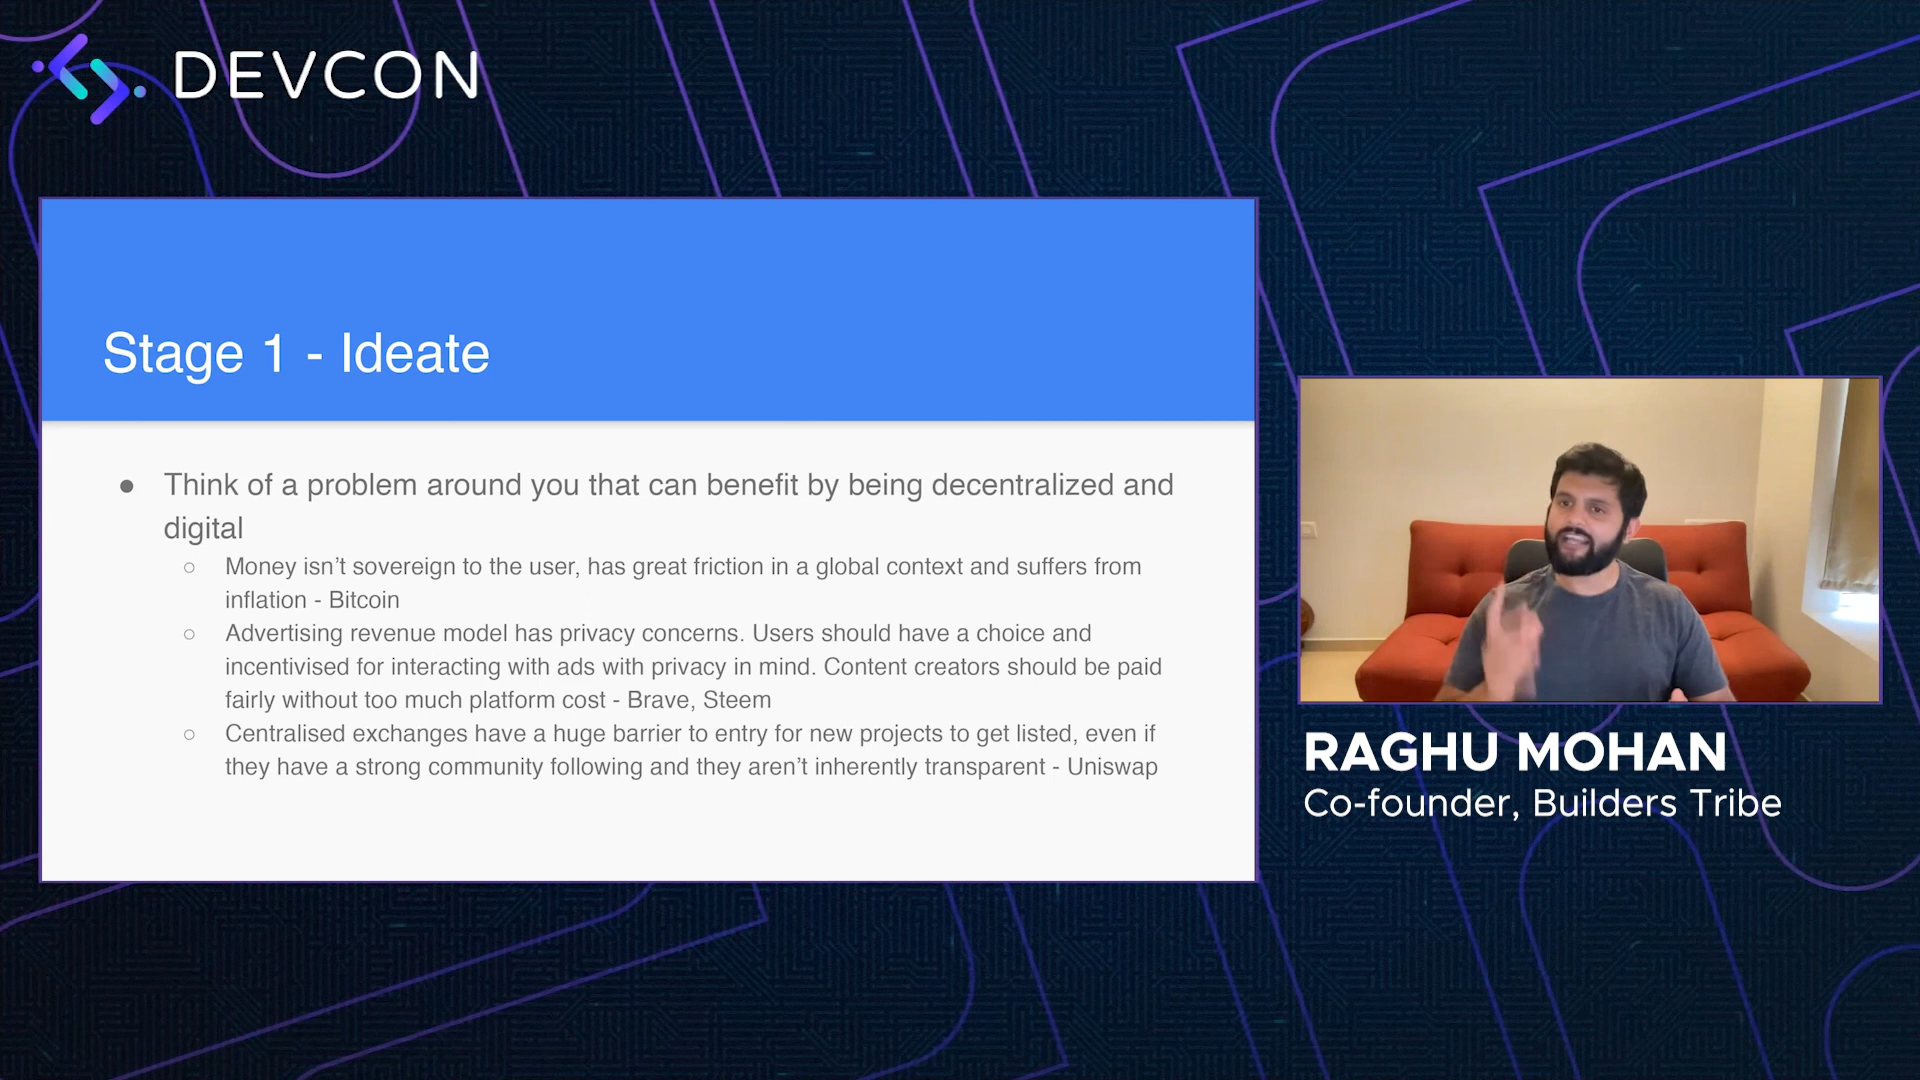 DEVCON
Stage 1 - Ideate
● Think of a problem around you that can benefit by being decentralized and
digital
○ Money isn’t sovereign to the user, has great friction in a global context and suffers from
inflation - Bitcoin
○ Advertising revenue model has privacy concerns. Users should have a choice and
incentivised for interacting with ads with privacy in mind. Content creators should be paid
fairly without too much platform cost - Brave, Steem
○ Centralised exchanges have a huge barrier to entry for new projects to get listed, even if
they have a strong community following and they aren’t inherently transparent - Uniswap
RAGHU MOHAN
Co-founder, Builders Tribe